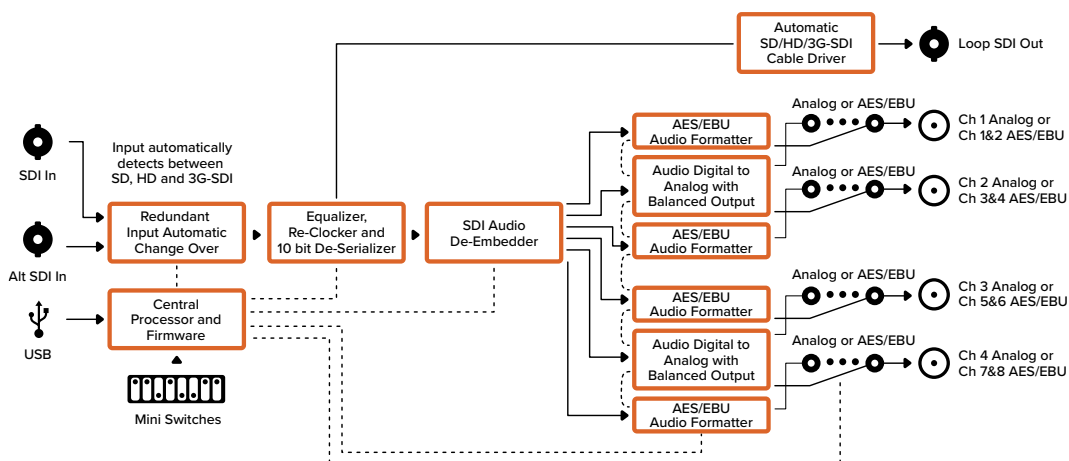 Automatic
SD/HD/3G-SDI
Cable Driver
Loop SDI Out
SDI In
Input automatically
detects between
SD, HD and 3G-SDI
Alt SDI In
Redundant
Input Automatic
Change Over
Equalizer,
Re-Clocker and
10 bit De-Serializer
SDI Audio
De-Embedder
USB
Central
Processor and
Firmware
Mini Switches
AES/EBU
Audio Formatter
Audio Digital to
Analog with
Balanced Output
AES/EBU
Audio Formatter
AES/EBU
Audio Formatter
Audio Digital to
Analog with
Balanced Output
AES/EBU
Audio Formatter
Analog or AES/EBU
Ch 1 Analog or
Ch 1&2 AES/EBU
Analog or AES/EBU
Ch 2 Analog or
Ch 3&4 AES/EBU
Analog or AES/EBU
Ch 3 Analog or
Ch 5&6 AES/EBU
Analog or AES/EBU
Ch 4 Analog or
Ch 7&8 AES/EBU